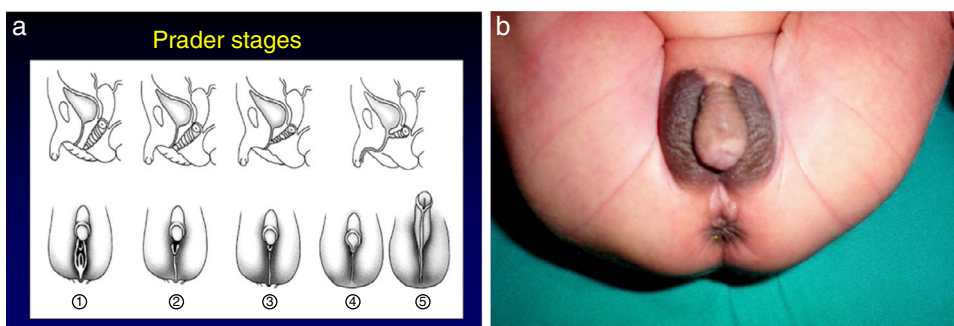 a
Prader stages
① ② ③ ④ ⑤
b